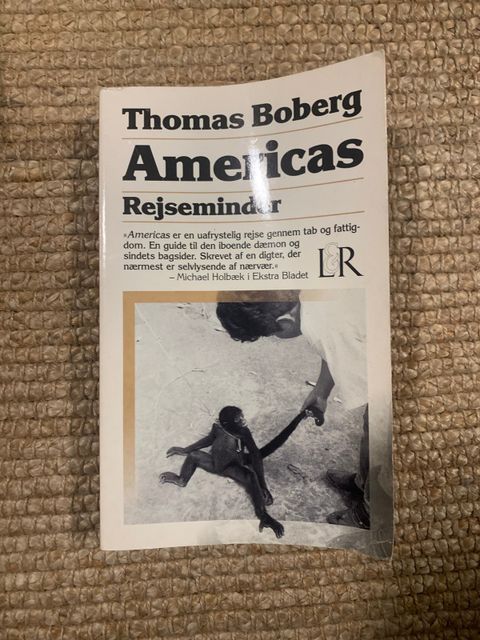 Thomas Boberg
Americas
Rejseminder
»Americas er en uafrystelig rejse gennem tab og fattig-
dom. En guide til den iboende dæmon og
sindets bagsider. Skrevet af en digter, der
nærmest er selvlysende af nærvær.«
– Michael Holbæk i Ekstra Bladet
L&R